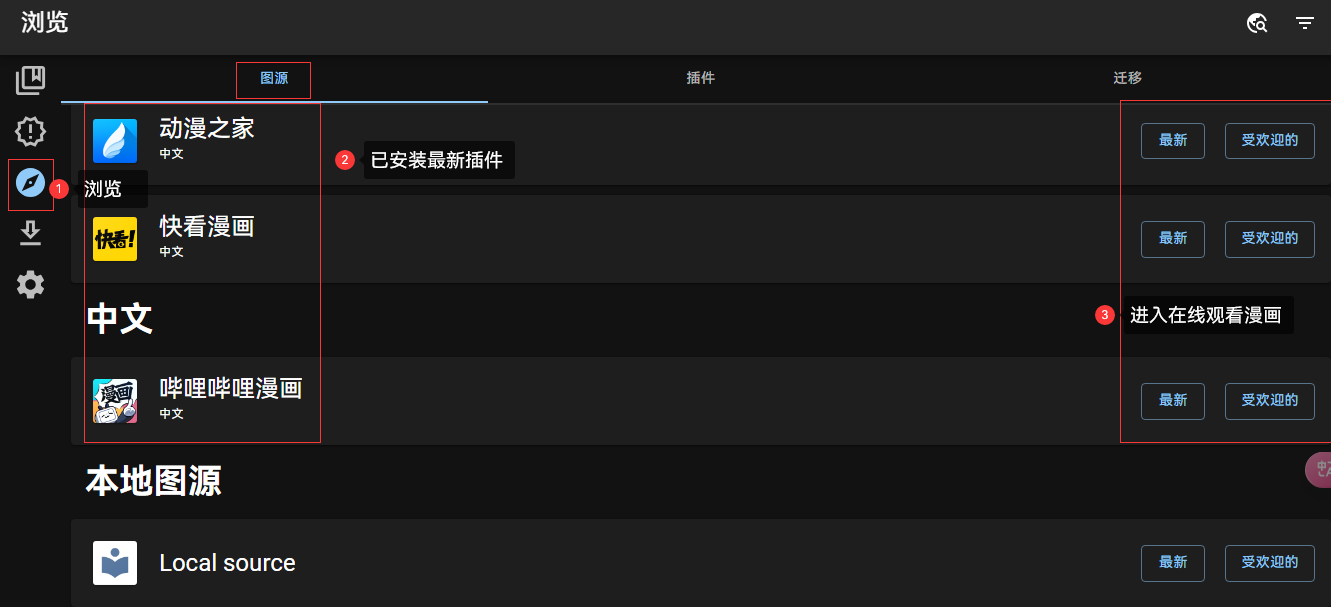 浏览
图源
插件
迁移
动漫之家
中文
最新
受欢迎的
2
已安装最新插件
1
浏览
快看!
快看漫画
中文
最新
受欢迎的
中文
3
进入在线观看漫画
漫画
哔哩哔哩漫画
中文
最新
受欢迎的
本地图源
Local source
最新
受欢迎的